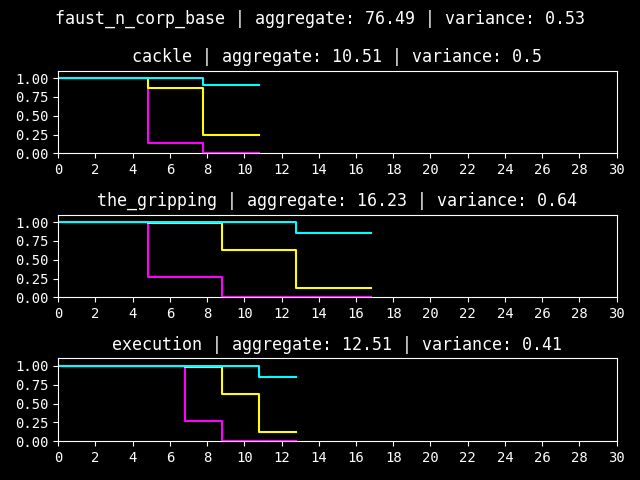 faust_n_corp_base | aggregate: 76.49 | variance: 0.53
cackle | aggregate: 10.51 | variance: 0.5
1.00
0.75
0.50
0.25
0.00
0 2 4 6 8 10 12 14 16 18 20 22 24 26 28 30
the_gripping | aggregate: 16.23 | variance: 0.64
1.00
0.75
0.50
0.25
0.00
0 2 4 6 8 10 12 14 16 18 20 22 24 26 28 30
execution | aggregate: 12.51 | variance: 0.41
1.00
0.75
0.50
0.25
0.00
0 2 4 6 8 10 12 14 16 18 20 22 24 26 28 30